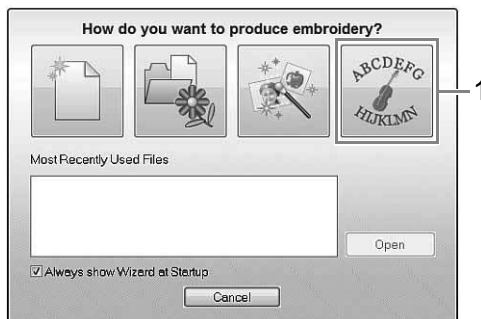 How do you want to produce embroidery?
ABCDEFG
HIJKLMN
1
Most Recently Used Files
Open
Always show Wizard at Startup
Cancel